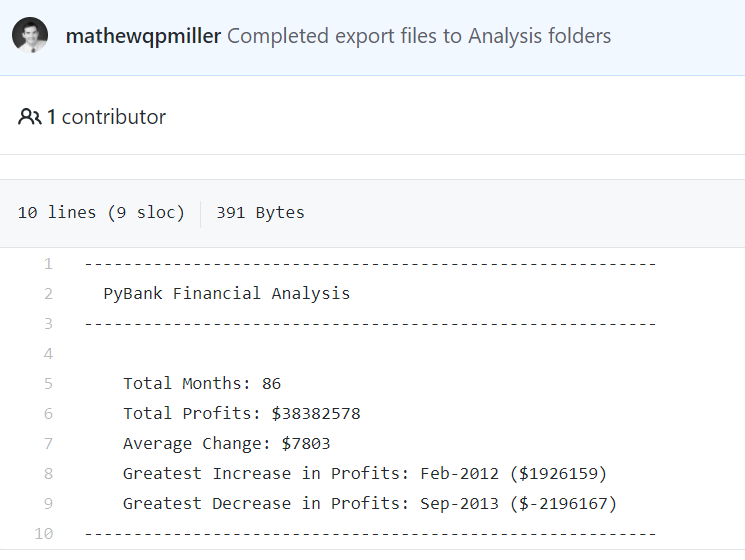 mathewqpmiller Completed export files to Analysis folders
1 contributor
10 lines (9 sloc) 391 Bytes
1 ----------------------------------------------------------
2 PyBank Financial Analysis
3 ----------------------------------------------------------
4
5 Total Months: 86
6 Total Profits: $38382578
7 Average Change: $7803
8 Greatest Increase in Profits: Feb-2012 ($1926159)
9 Greatest Decrease in Profits: Sep-2013 ($-2196167)
10 ----------------------------------------------------------